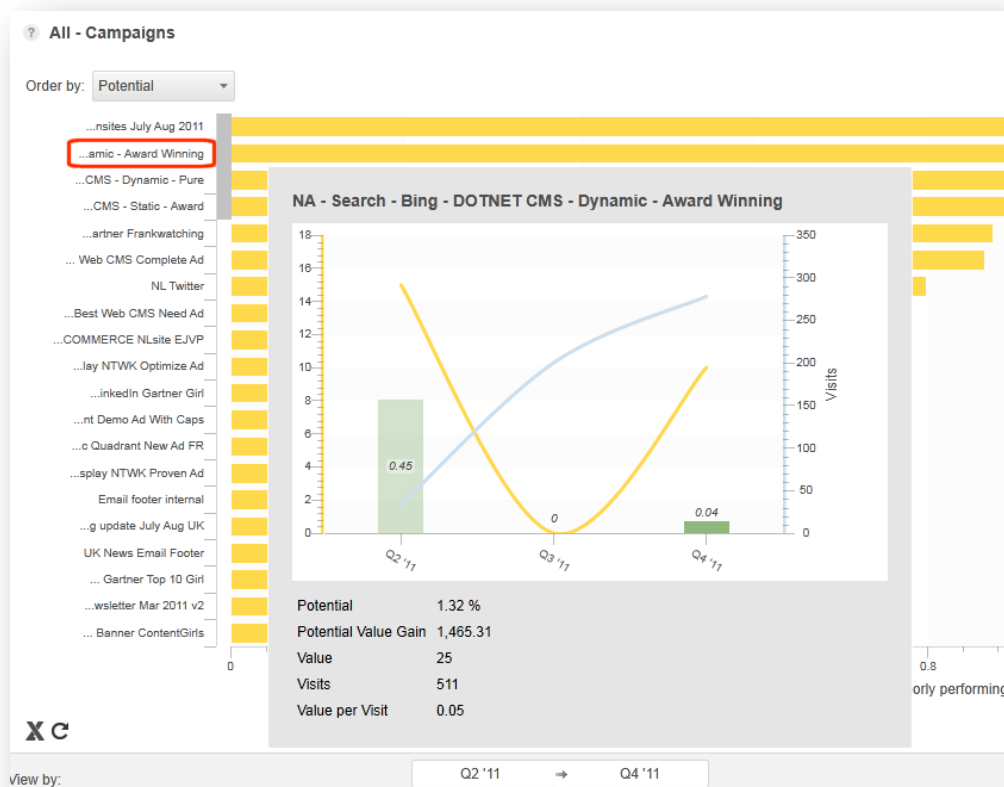 ? All - Campaigns
Order by: Potential
...nsites July Aug 2011
...amic - Award Winning
...CMS - Dynamic - Pure
...CMS - Static - Award
...artner Frankwatching
... Web CMS Complete Ad
NL Twitter
...Best Web CMS Need Ad
...COMMERCE NLsite EJVP
...lay NTWK Optimize Ad
...inkedIn Gartner Girl
...nt Demo Ad With Caps
...c Quadrant New Ad FR
...splay NTWK Proven Ad
Email footer internal
...g update July Aug UK
UK News Email Footer
... Gartner Top 10 Girl
...wsletter Mar 2011 v2
... Banner ContentGirls
0
0.8
orly performing
NA - Search - Bing - DOTNET CMS - Dynamic - Award Winning
18
16
14
12
10
8
6
4
2
0
350
300
250
200
150
100
50
0
Visits
0.45
0
0.04
Q2 '11
Q3 '11
Q4 '11
Potential 1.32 %
Potential Value Gain 1,465.31
Value 25
Visits 511
Value per Visit 0.05
X
View by:
Q2 '11 → Q4 '11